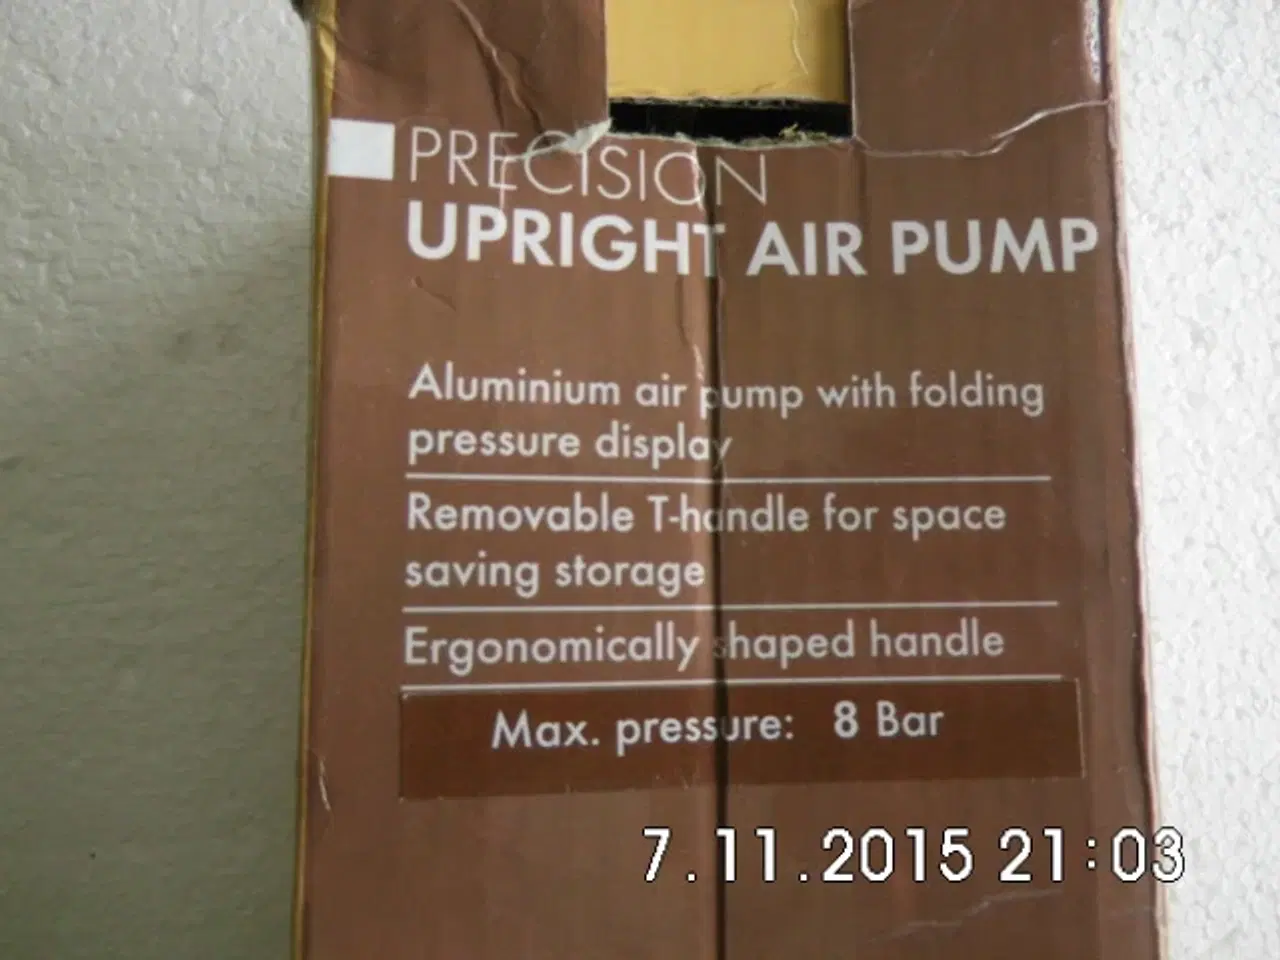 PRECISION
UPRIGHT AIR PUMP
Aluminium air pump with folding
pressure display
Removable T-handle for space
saving storage
Ergonomically shaped handle
Max. pressure: 8 Bar
7.11.2015 21:03